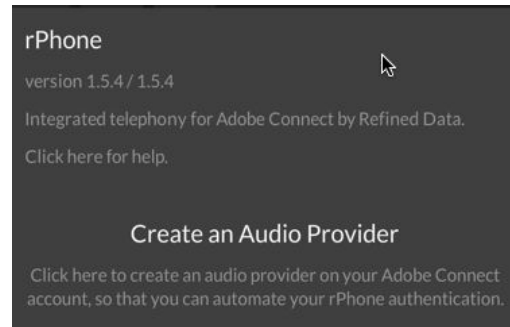 rPhone
version 1.5.4 / 1.5.4
Integrated telephony for Adobe Connect by Refined Data.
Click here for help.
Create an Audio Provider
Click here to create an audio provider on your Adobe Connect
account, so that you can automate your rPhone authentication.